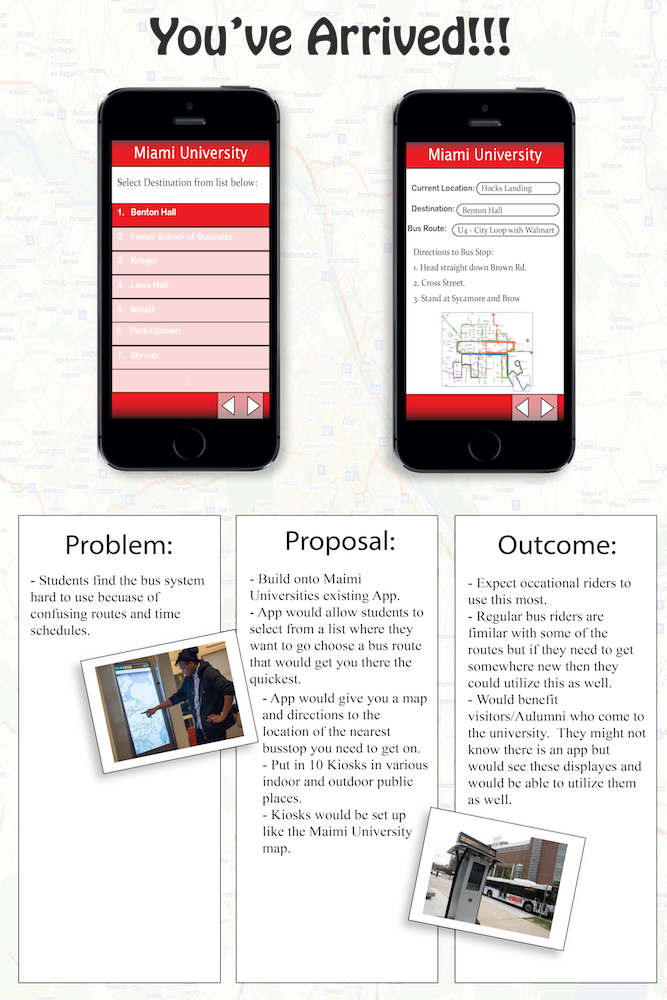 You've Arrived!!!
Miami University
Select Destination from list below:
1. Benton Hall
2. Famer School of Business
3. Kroger
4. Laws Hall
5. Millett
6. Park-Uptown
7. Shriver
Miami University
Current Location: Hocks Landing
Destination: Benton Hall
Bus Route: U4 - City Loop with Walmart
Directions to Bus Stop:
1. Head straight down Brown Rd.
2. Cross Street.
3. Stand at Sycamore and Brow
Problem:
- Students find the bus system
hard to use becuase of
confusing routes and time
schedules.
Proposal:
- Build onto Maimi
Universities existing App.
- App would allow students to
select from a list where they
want to go choose a bus route
that would get you there the
quickest.
- App would give you a map
and directions to the
location of the nearest
busstop you need to get on.
- Put in 10 Kiosks in various
indoor and outdoor public
places.
- Kiosks would be set up
like the Maimi University
map.
Outcome:
- Expect occational riders to
use this most.
- Regular bus riders are
fimilar with some of the
routes but if they need to get
somewhere new then they
could utilize this as well.
- Would benefit
visitors/Aulumni who come to
the university. They might not
know there is an app but
would see these displayes and
would be able to utilize them
as well.